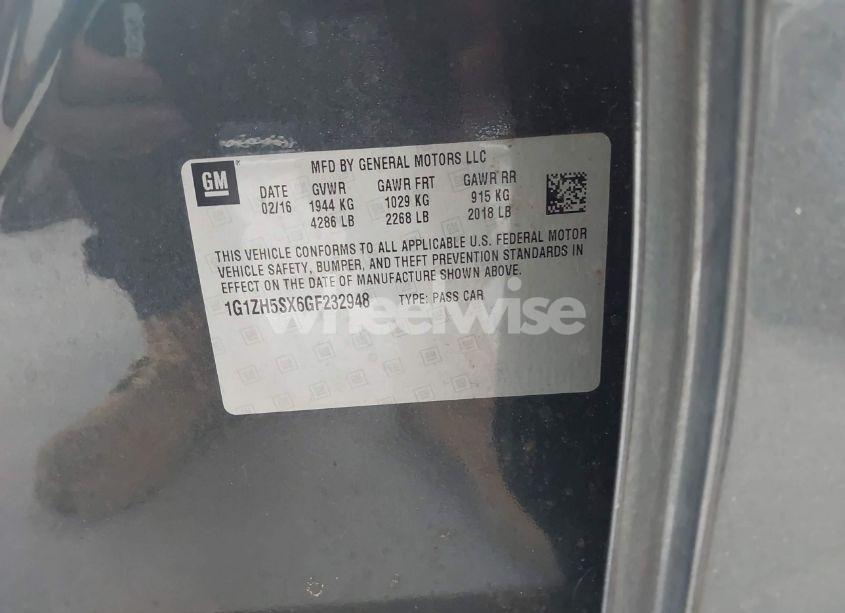 GM
MFD BY GENERAL MOTORS LLC
DATE GVWR GAWR FRT GAWR RR
02/16 1944 KG 1029 KG 915 KG
4286 LB 2268 LB 2018 LB
THIS VEHICLE CONFORMS TO ALL APPLICABLE U.S. FEDERAL MOTOR
VEHICLE SAFETY, BUMPER, AND THEFT PREVENTION STANDARDS IN
EFFECT ON THE DATE OF MANUFACTURE SHOWN ABOVE.
1G1ZH5SX6GF232948 TYPE: PASS CAR
wheelwise